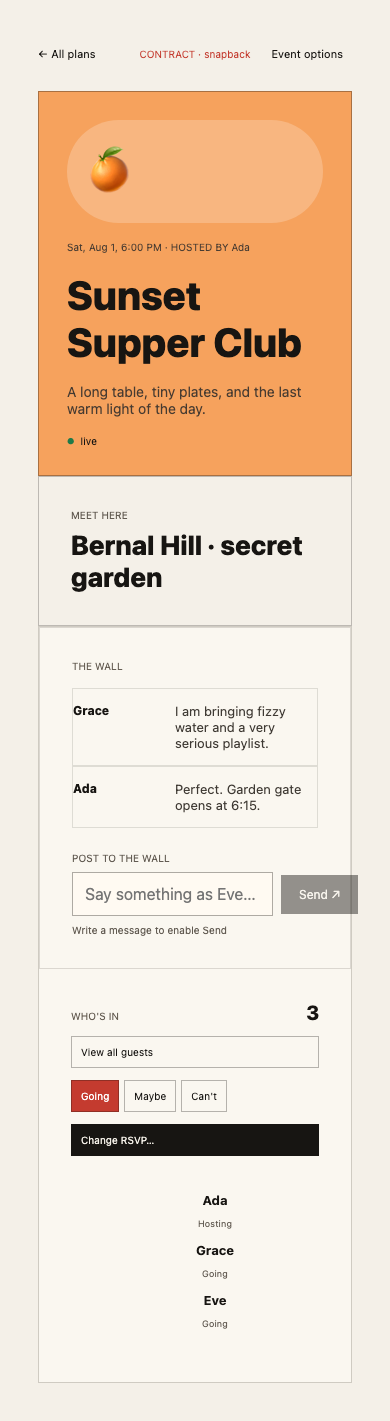 ← All plans
CONTRACT · snapback
Event options
Sat, Aug 1, 6:00 PM · HOSTED BY Ada
Sunset
Supper Club
A long table, tiny plates, and the last
warm light of the day.
live
MEET HERE
Bernal Hill · secret
garden
THE WALL
Grace
I am bringing fizzy
water and a very
serious playlist.
Ada
Perfect. Garden gate
opens at 6:15.
POST TO THE WALL
Say something as Eve...
Send ↗
Write a message to enable Send
WHO'S IN
3
View all guests
Going
Maybe
Can't
Change RSVP...
Ada
Hosting
Grace
Going
Eve
Going